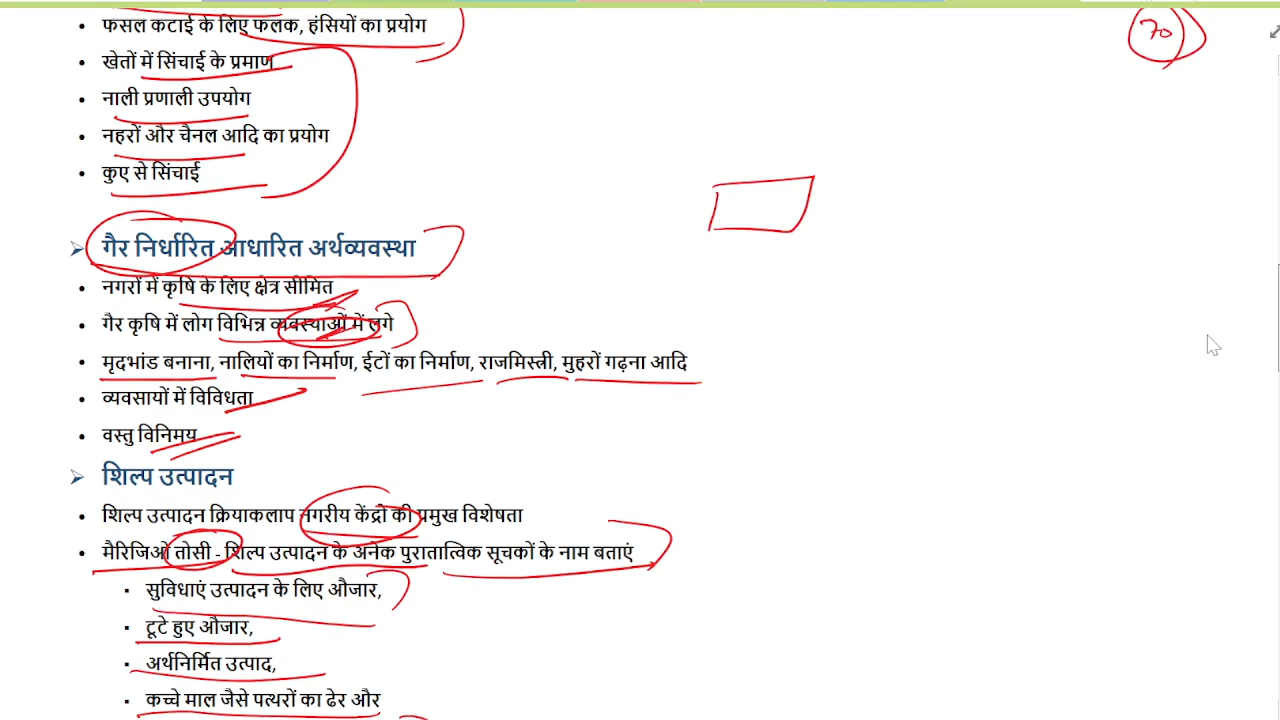 फसल कटाई के लिए फलक, हंसियों का प्रयोग
70
खेतों में सिंचाई के प्रमाण
नाली प्रणाली उपयोग
नहरों और चैनल आदि का प्रयोग
कुए से सिंचाई
गैर निर्धारित आधारित अर्थव्यवस्था
नगरों में कृषि के लिए क्षेत्र सीमित
गैर कृषि में लोग विभिन्न व्यवस्थाओं में लगे
मृदभांड बनाना, नालियों का निर्माण, ईटों का निर्माण, राजमिस्त्री, मुहरों गढ़ना आदि
व्यवसायों में विविधता
वस्तु विनिमय
शिल्प उत्पादन
शिल्प उत्पादन क्रियाकलाप नगरीय केंद्रो की प्रमुख विशेषता
मैरिजिओ तोसी - शिल्प उत्पादन के अनेक पुरातात्विक सूचकों के नाम बताएं
सुविधाएं उत्पादन के लिए औजार,
टूटे हुए औजार,
अर्थनिर्मित उत्पाद,
कच्चे माल जैसे पत्थरों का ढेर और